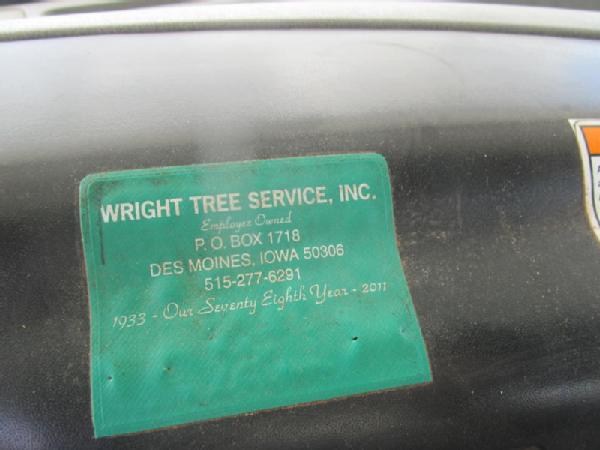 WRIGHT TREE SERVICE, INC.
Employee Owned
P. O. BOX 1718
DES MOINES, IOWA 50306
515-277-6291
1933 - Our Seventy Eighth Year - 2011